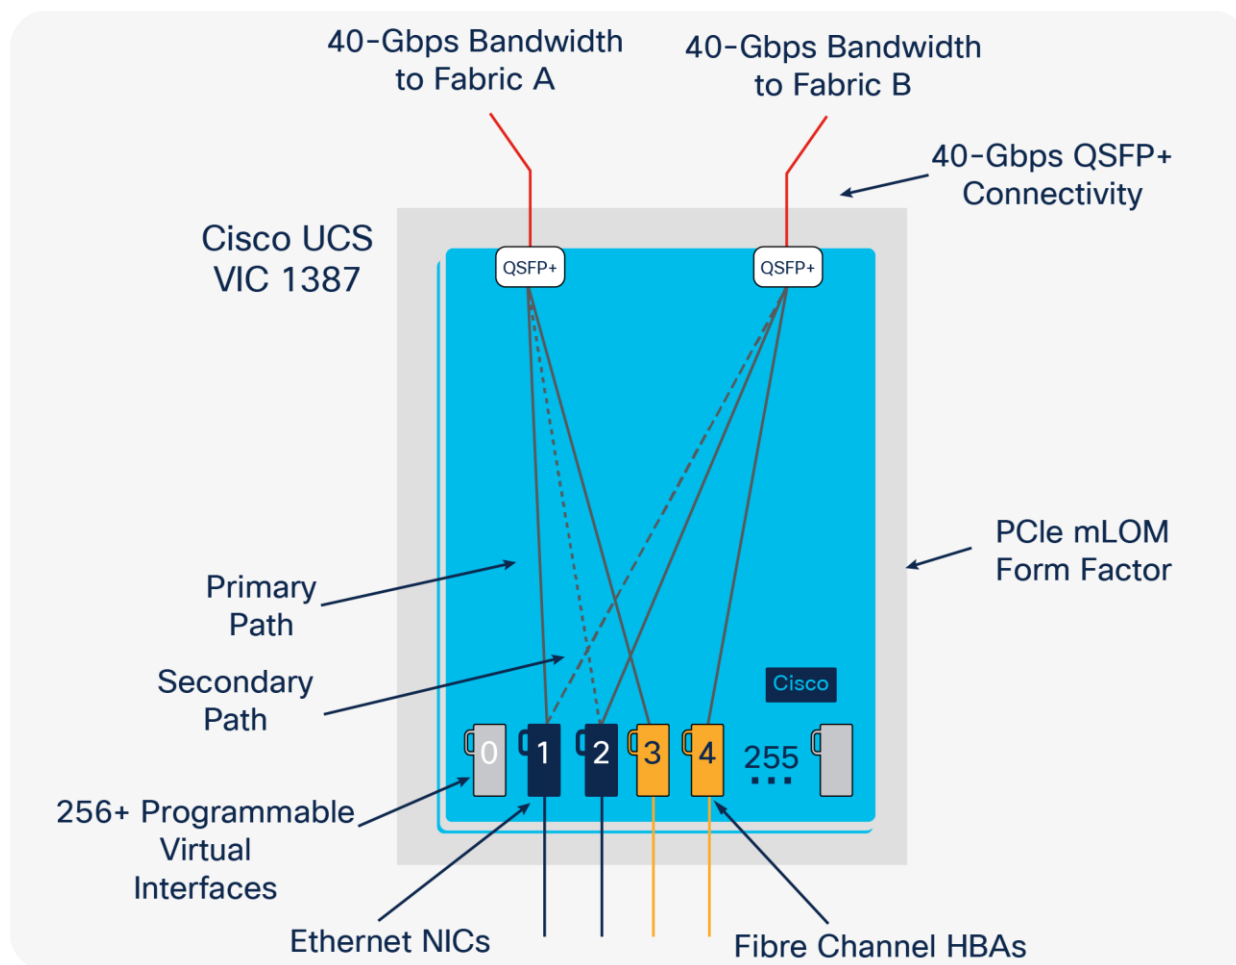 40-Gbps Bandwidth
to Fabric A
40-Gbps Bandwidth
to Fabric B
40-Gbps QSFP+
Connectivity
Cisco UCS
VIC 1387
QSFP+
QSFP+
PCIe mLOM
Form Factor
Primary
Path
Secondary
Path
Cisco
0
1
2
3
4
255
...
256+ Programmable
Virtual
Interfaces
Ethernet NICs
Fibre Channel HBAs